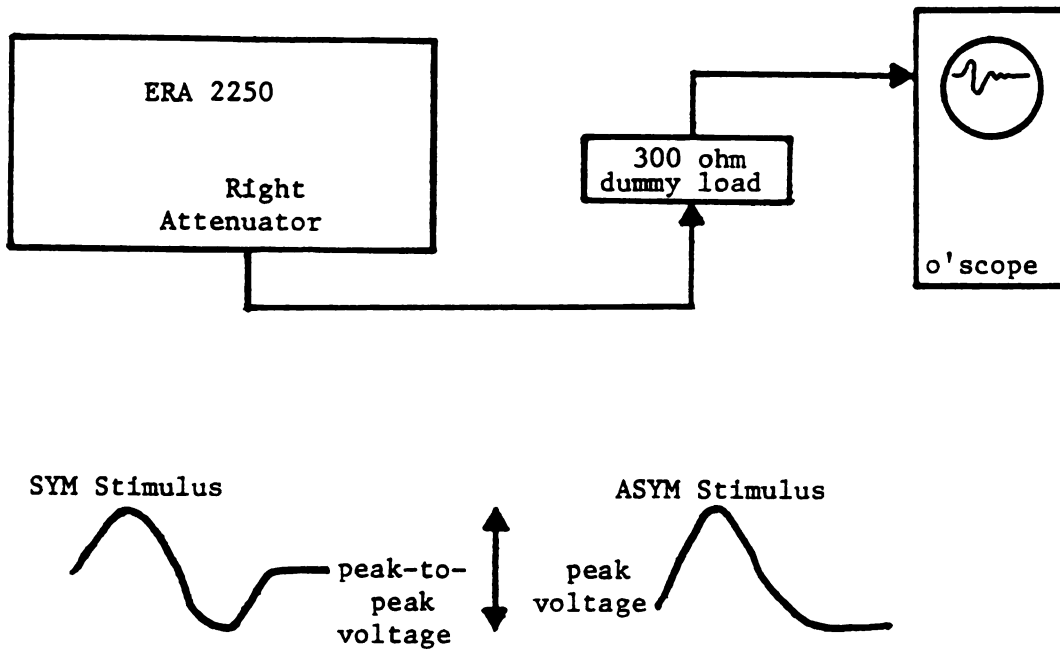 ERA 2250
Right
Attenuator
300 ohm
dummy load
o'scope
SYM Stimulus
peak-to-
peak
voltage
ASYM Stimulus
peak
voltage